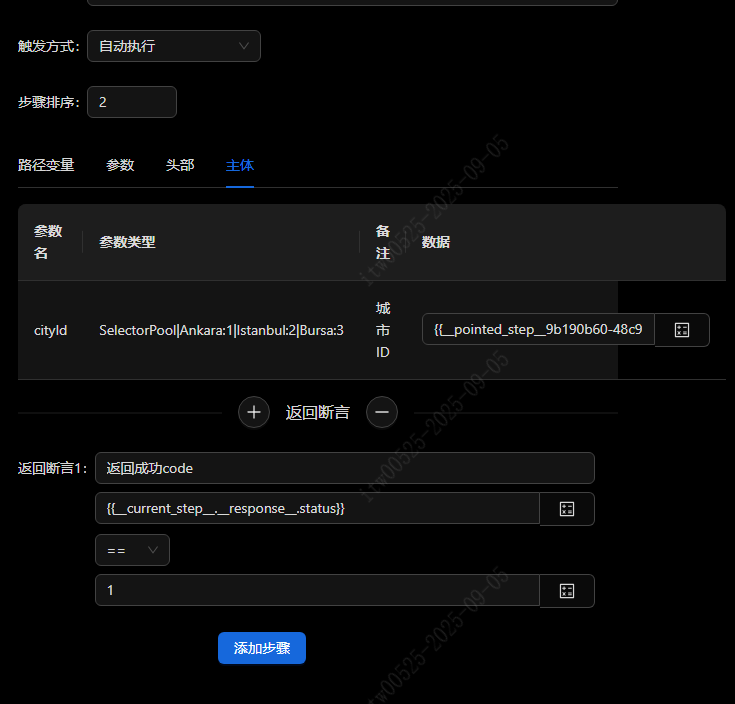 触发方式: 自动执行
步骤排序: 2
路径变量 参数 头部 主体
参数名 参数类型 备注 数据
cityId SelectorPool|Ankara:1|Istanbul:2|Bursa:3 城市ID {{__pointed_step__9b190b60-48c9
返回断言
返回断言1: 返回成功code
{{__current_step__.__response__.status}}
==
1
添加步骤
itw00525-2025-09-05
itw00525-2025-09-05
itw00525-2025-09-05